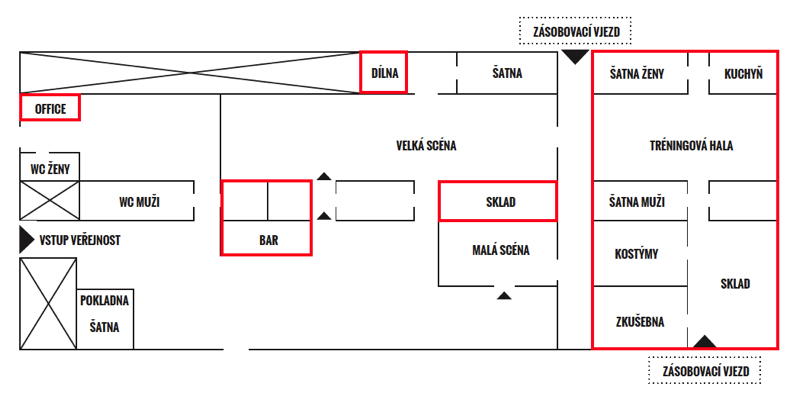 ZÁSOBOVACÍ VJEZD
DÍLNA
ŠATNA
ŠATNA ŽENY
KUCHYŇ
OFFICE
VELKÁ SCÉNA
TRÉNINGOVÁ HALA
WC ŽENY
WC MUŽI
SKLAD
ŠATNA MUŽI
VSTUP VEŘEJNOST
BAR
MALÁ SCÉNA
KOSTÝMY
SKLAD
POKLADNA
ŠATNA
ZKUŠEBNA
ZÁSOBOVACÍ VJEZD